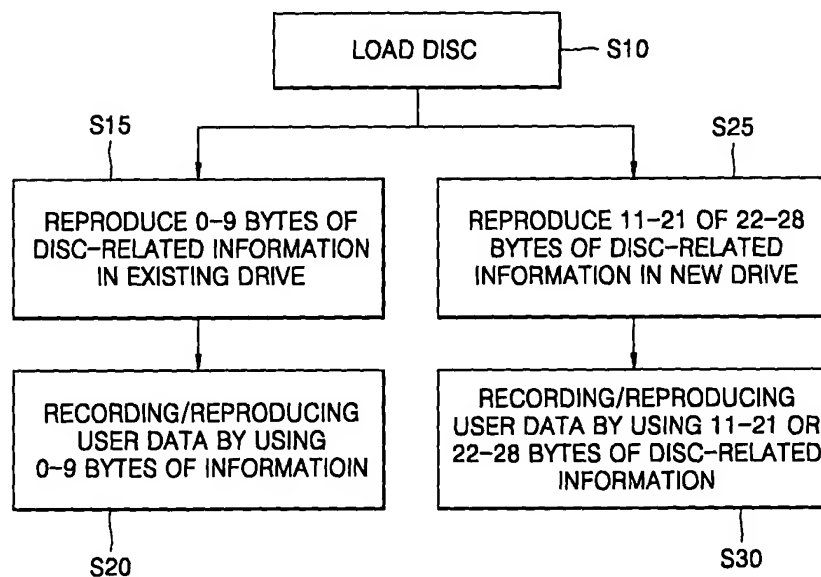 LOAD DISC
S10
S15
REPRODUCE 0-9 BYTES OF
DISC-RELATED INFORMATION
IN EXISTING DRIVE
S25
REPRODUCE 11-21 OF 22-28
BYTES OF DISC-RELATED
INFORMATION IN NEW DRIVE
RECORDING/REPRODUCING
USER DATA BY USING
0-9 BYTES OF INFORMATIOIN
S20
RECORDING/REPRODUCING
USER DATA BY USING 11-21 OR
22-28 BYTES OF DISC-RELATED
INFORMATION
S30